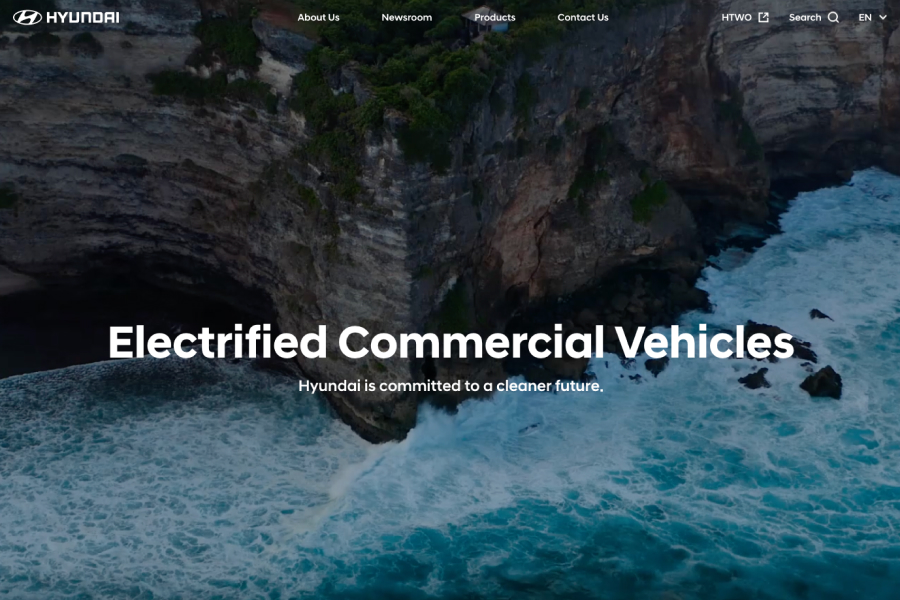 HYUNDAI
About Us
Newsroom
Products
Contact Us
HTWO
Search
EN
Electrified Commercial Vehicles
Hyundai is committed to a cleaner future.